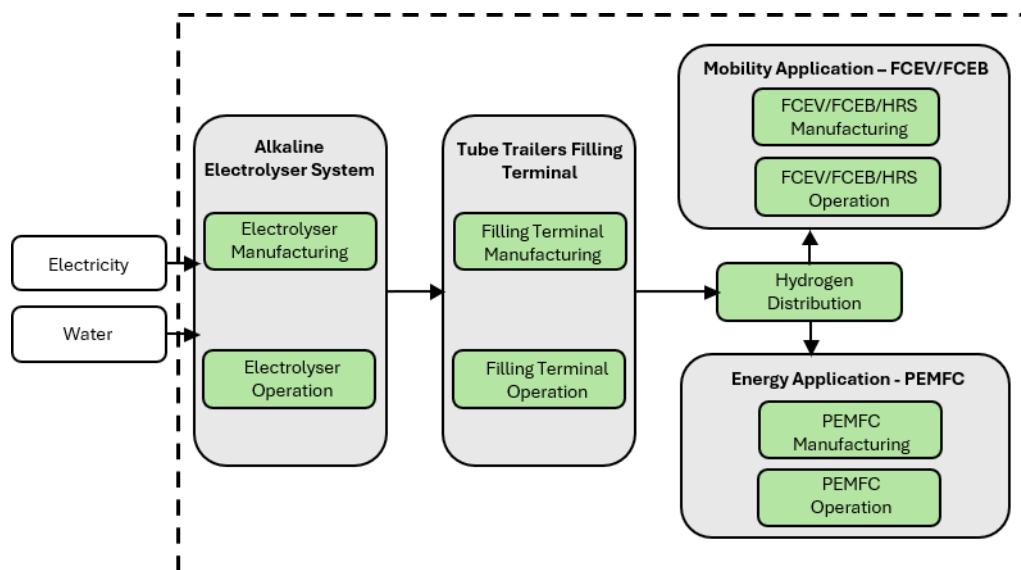 Electricity
Water
Alkaline
Electrolyser System
Electrolyser
Manufacturing
Electrolyser
Operation
Tube Trailers Filling
Terminal
Filling Terminal
Manufacturing
Filling Terminal
Operation
Hydrogen
Distribution
Mobility Application – FCEV/FCEB
FCEV/FCEB/HRS
Manufacturing
FCEV/FCEB/HRS
Operation
Energy Application - PEMFC
PEMFC
Manufacturing
PEMFC
Operation